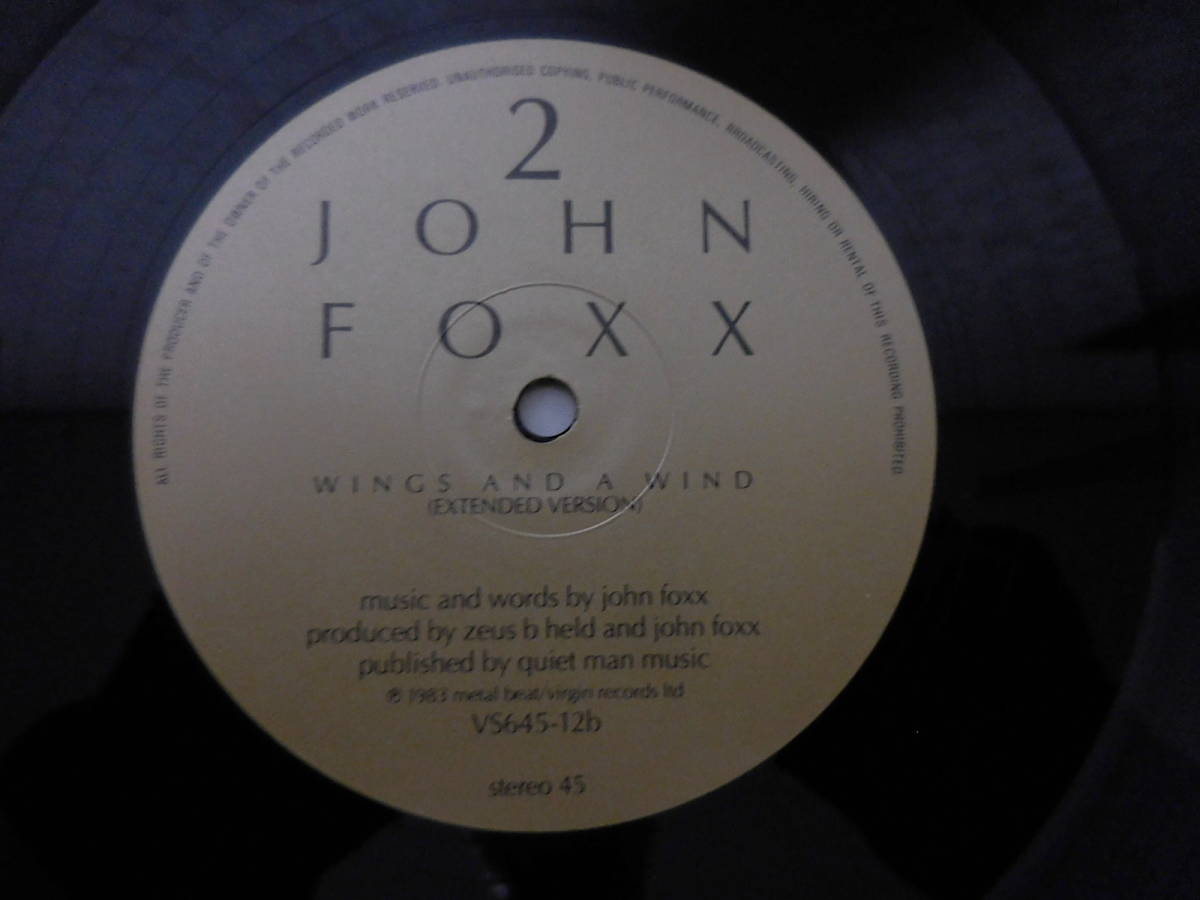 ALL RIGHTS OF THE PRODUCER AND OF THE OWNER OF THE RECORDED WORK RESERVED. UNAUTHORISED COPYING, PUBLIC PERFORMANCE, BROADCASTING, HIRING OR RENTAL OF THIS RECORDING PROHIBITED.
2
JOHN
FOXX
WINGS AND A WIND
(EXTENDED VERSION)
music and words by john foxx
produced by zeus b held and john foxx
published by quiet man music
℗ 1983 metal beat/virgin records ltd
VS645-12b
stereo 45